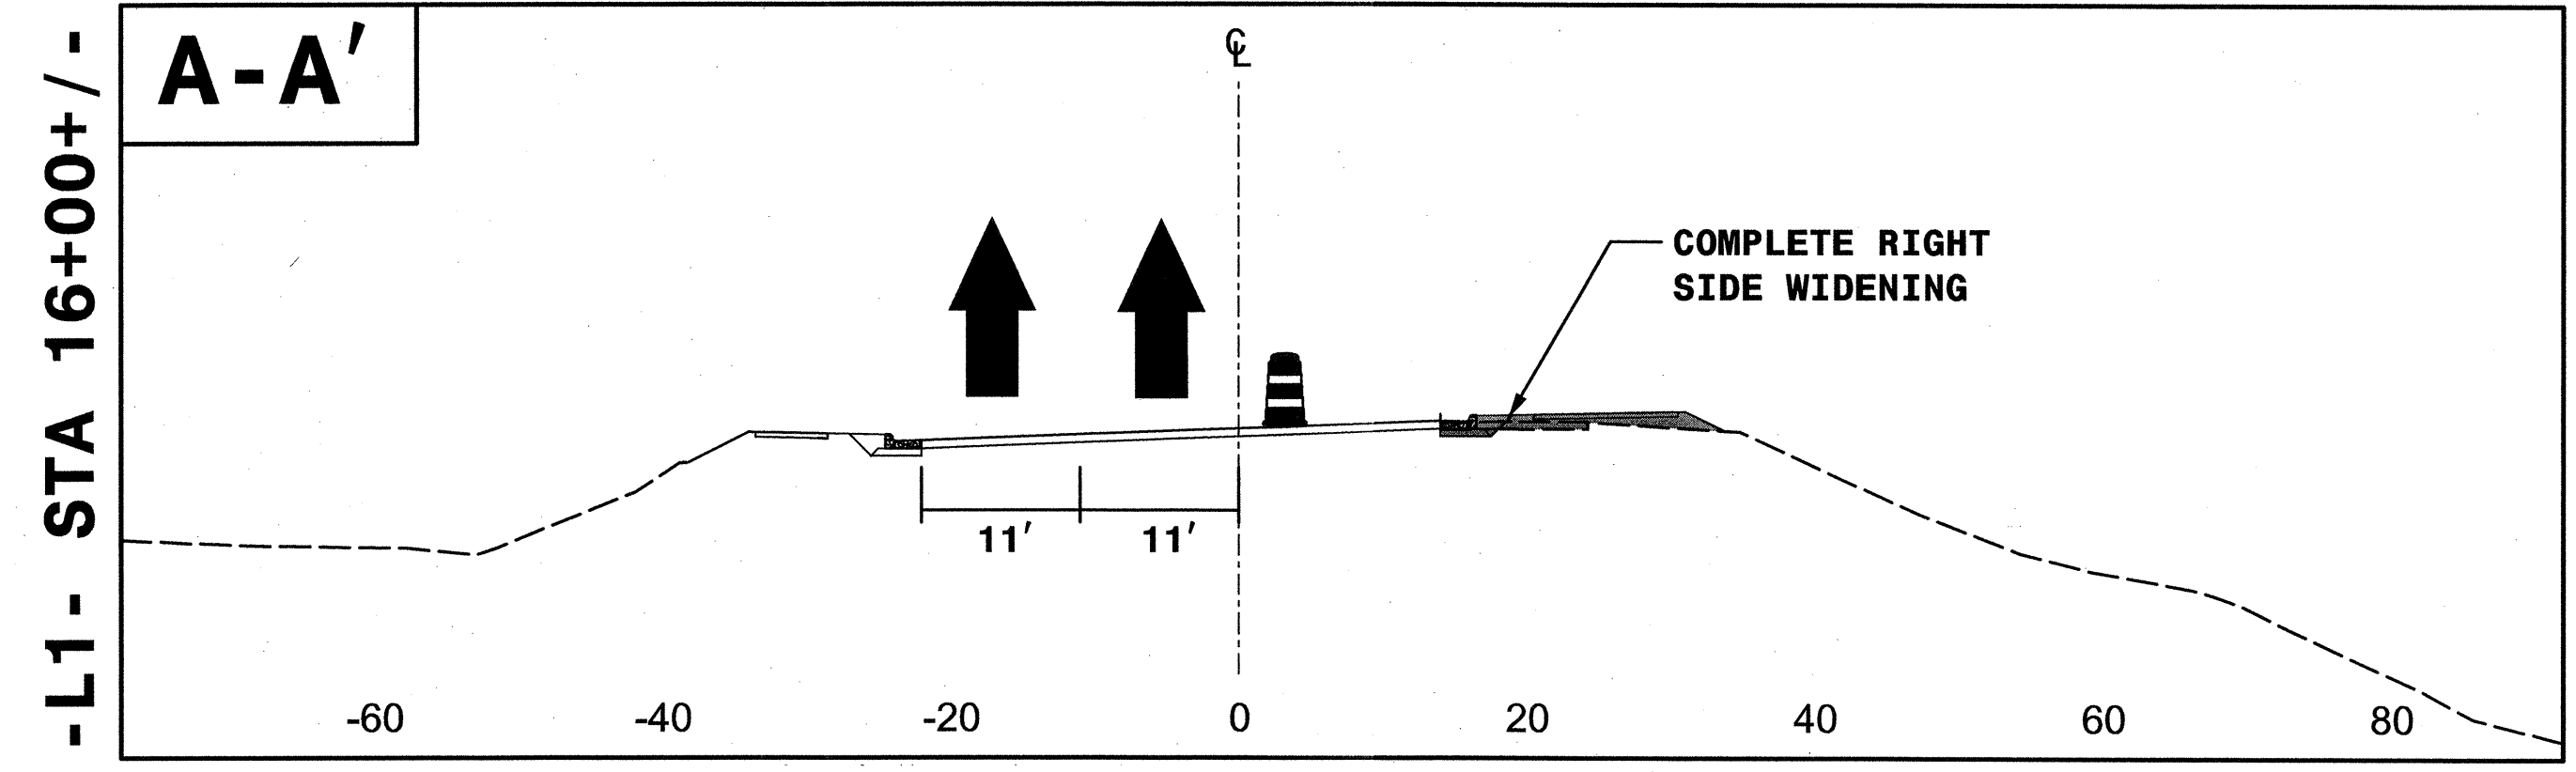 A-A'
-L1- STA 16+00+/-
℄
COMPLETE RIGHT
SIDE WIDENING
11' 11'
-60 -40 -20 0 20 40 60 80